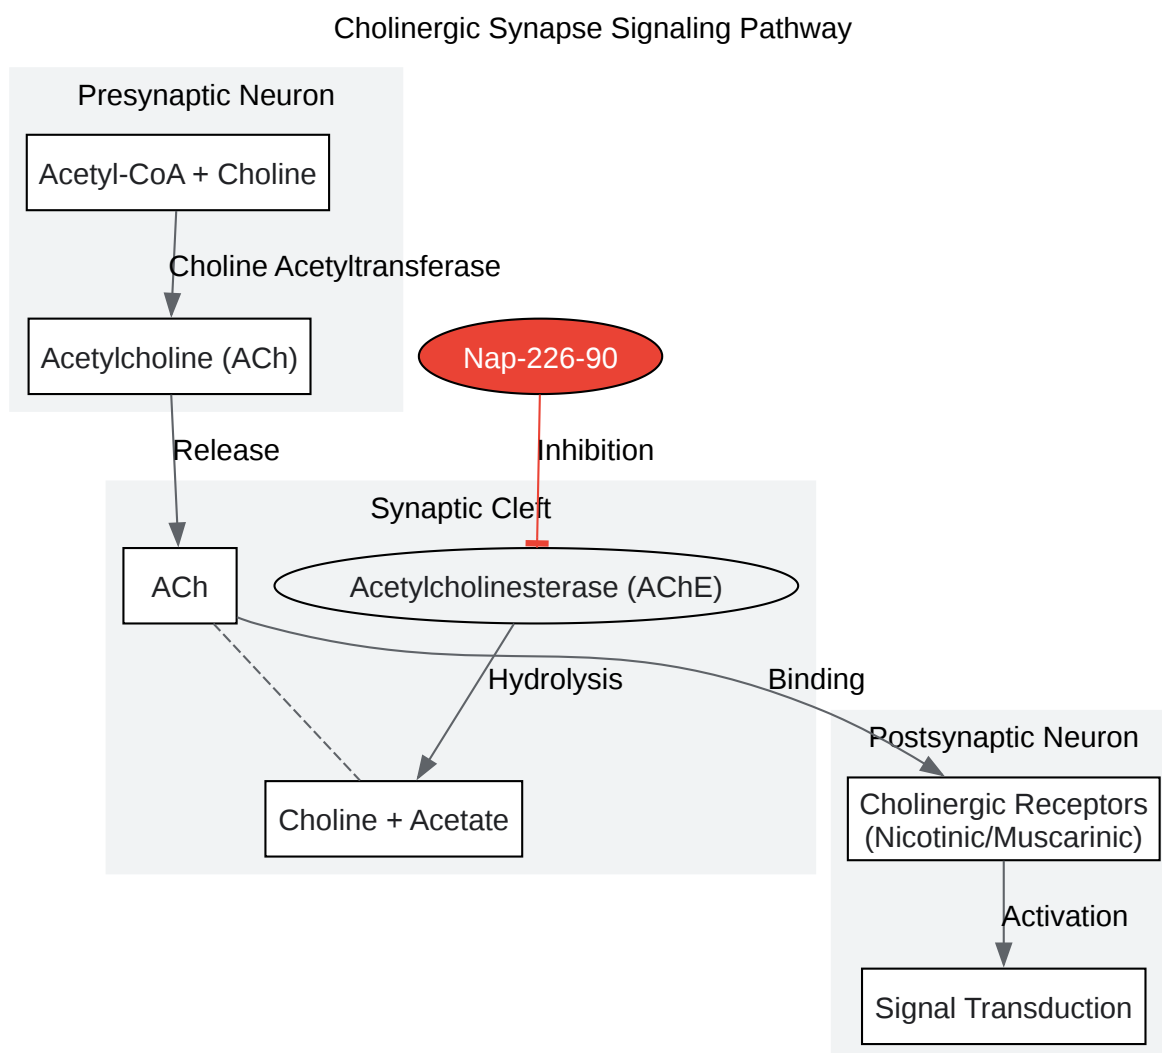 Cholinergic Synapse Signaling Pathway
Presynaptic Neuron
Acetyl-CoA + Choline
Choline Acetyltransferase
Acetylcholine (ACh)
Nap-226-90
Release
Inhibition
Synaptic Cleft
ACh
Acetylcholinesterase (AChE)
Hydrolysis
Binding
Postsynaptic Neuron
Choline + Acetate
Cholinergic Receptors
(Nicotinic/Muscarinic)
Activation
Signal Transduction